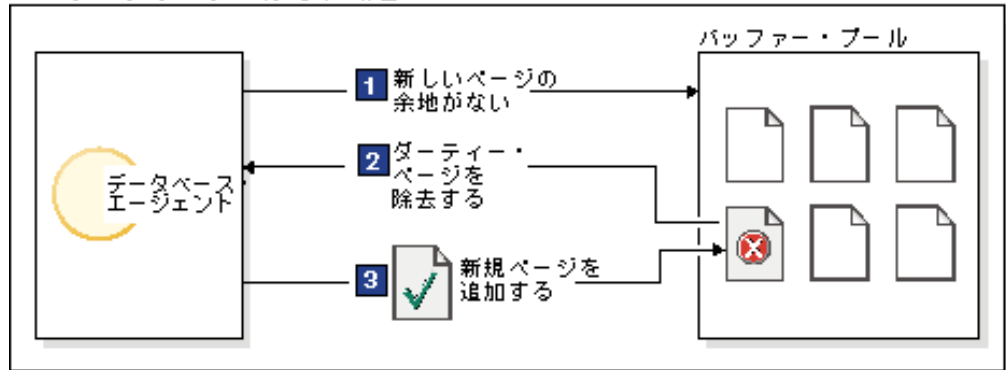 バッファー・プール
1 新しいページの
余地がない
2 ダーティー・
ページを
除去する
データベース
エージェント
3 新規ページを
追加する